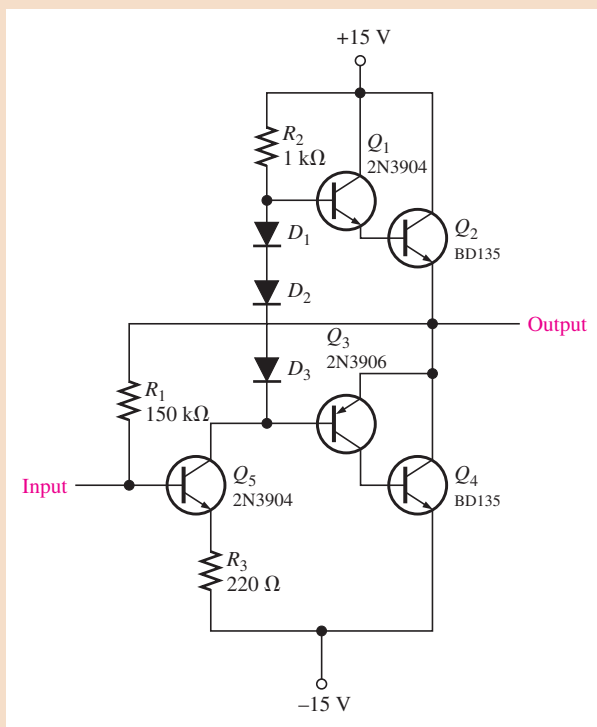 +15 V
R2
1 kΩ
Q1
2N3904
D1
Q2
BD135
D2
Output
Q3
2N3906
D3
R1
150 kΩ
Input
Q5
2N3904
Q4
BD135
R3
220 Ω
–15 V